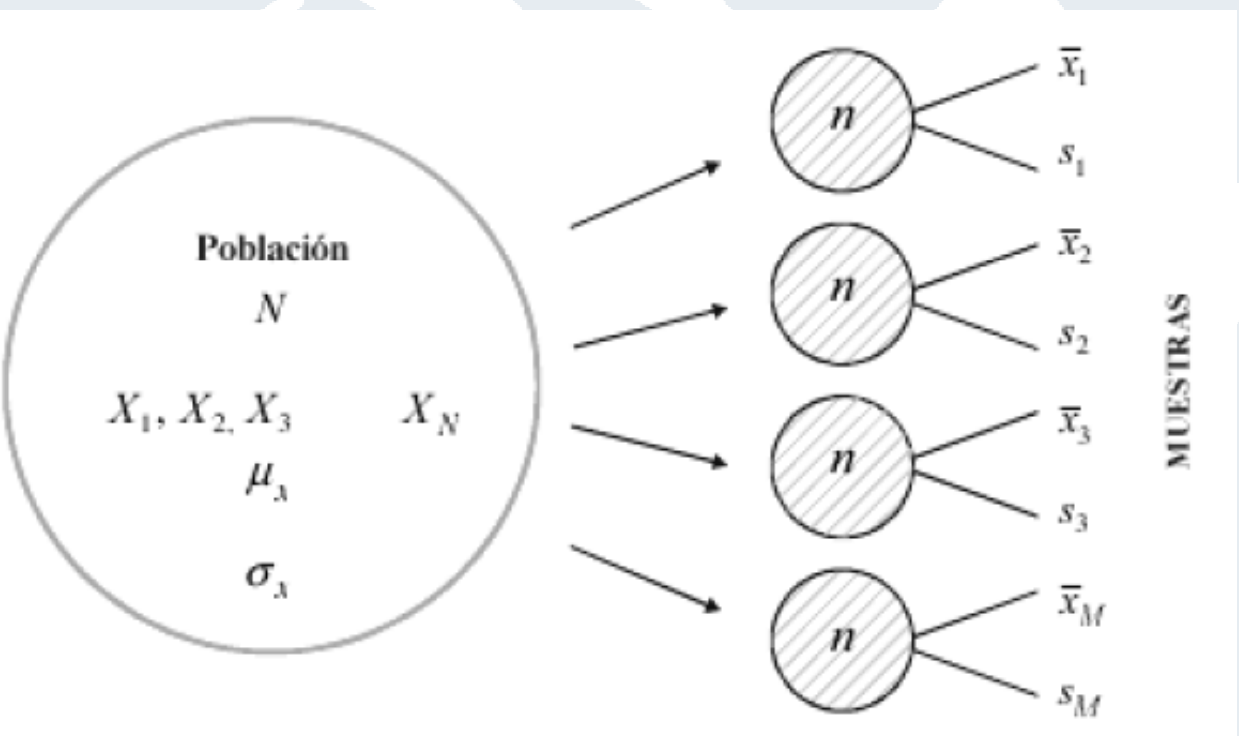 Población
N
X₁, X₂, X₃ X_N
μₓ
σₓ
n
x̄₁
s₁
n
x̄₂
s₂
n
x̄₃
s₃
n
x̄_M
s_M
MUESTRAS